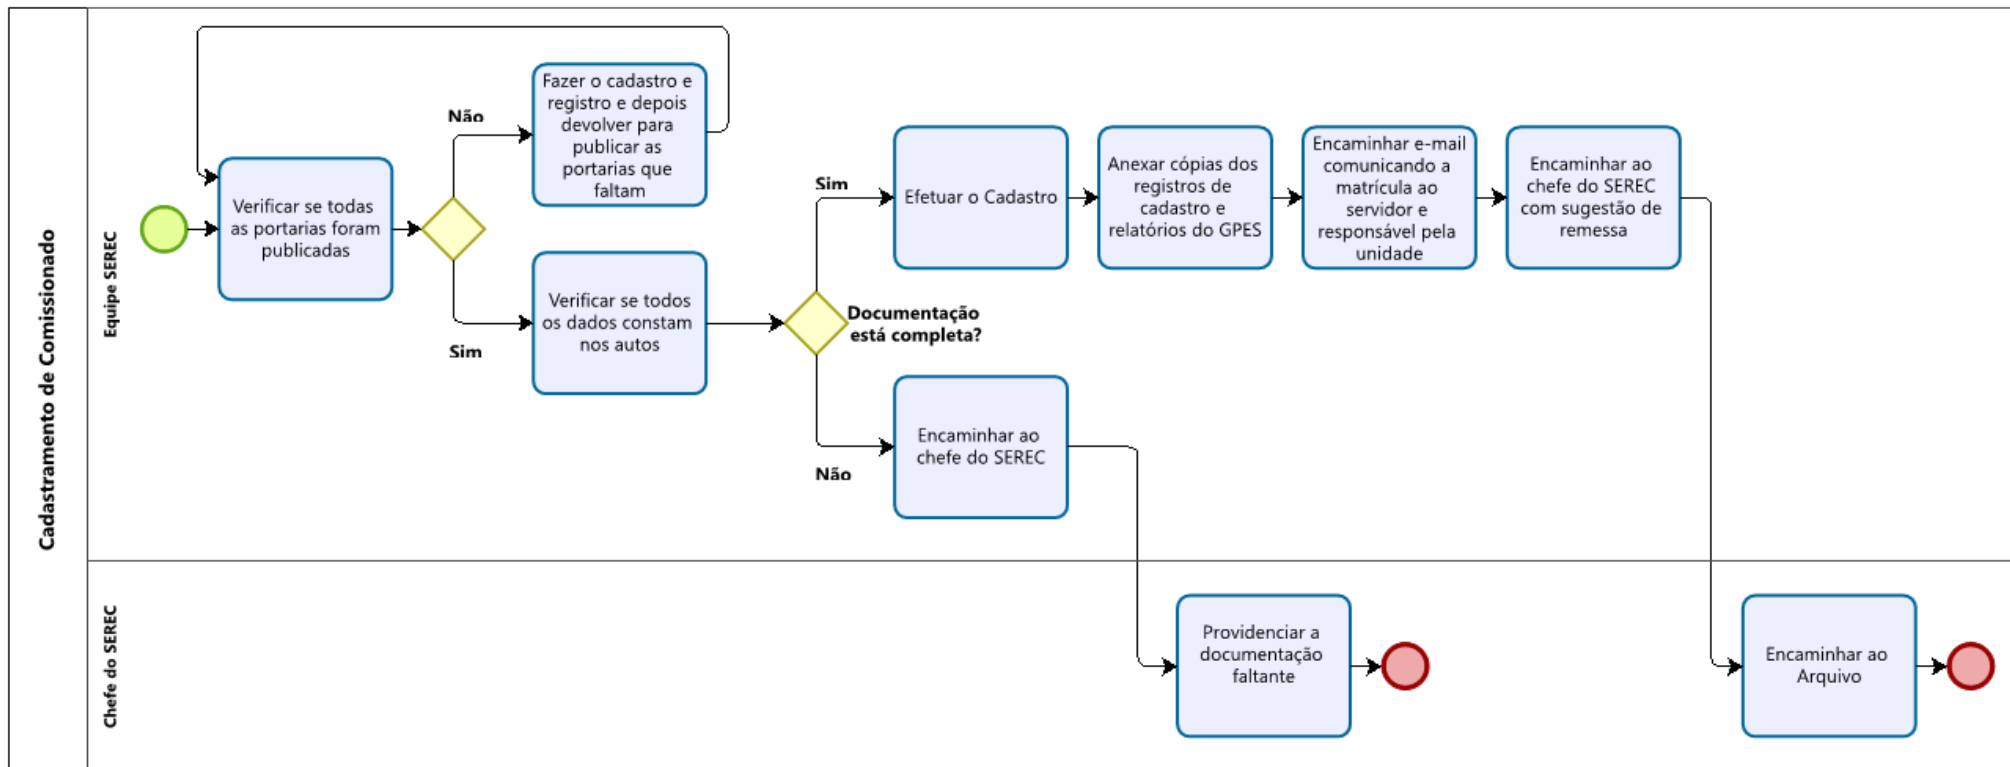 Cadastramento de Comissionado
Equipe SEREC
Verificar se todas
as portarias foram
publicadas
Não
Fazer o cadastro e
registro e depois
devolver para
publicar as
portarias que
faltam
Sim
Verificar se todos
os dados constam
nos autos
Documentação
está completa?
Sim
Efetuar o Cadastro
Anexar cópias dos
registros de
cadastro e
relatórios do GPES
Encaminhar e-mail
comunicando a
matrícula ao
servidor e
responsável pela
unidade
Encaminhar ao
chefe do SEREC
com sugestão de
remessa
Não
Encaminhar ao
chefe do SEREC
Chefe do SEREC
Providenciar a
documentação
faltante
Encaminhar ao
Arquivo